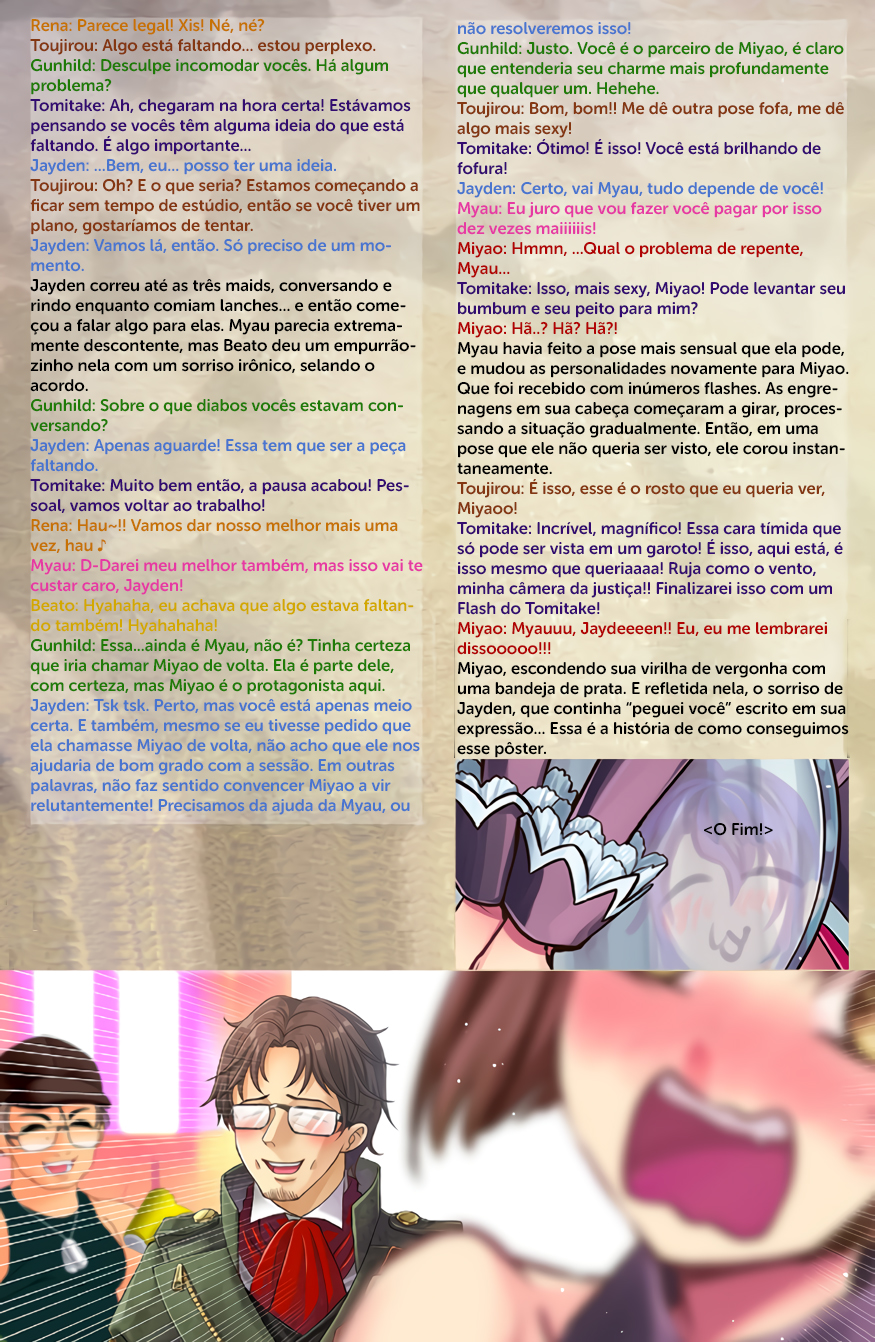 Rena: Parece legal! Xis! Né, né?
Toujirou: Algo está faltando... estou perplexo.
Gunhild: Desculpe incomodar vocês. Há algum
problema?
Tomitake: Ah, chegaram na hora certa! Estávamos
pensando se vocês têm alguma ideia do que está
faltando. É algo importante...
Jayden: ...Bem, eu... posso ter uma ideia.
Toujirou: Oh? E o que seria? Estamos começando a
ficar sem tempo de estúdio, então se você tiver um
plano, gostaríamos de tentar.
Jayden: Vamos lá, então. Só preciso de um mo-
mento.
Jayden correu até as três maids, conversando e
rindo enquanto comiam lanches... e então come-
çou a falar algo para elas. Myau parecia extrema-
mente descontente, mas Beato deu um empurrão-
zinho nela com um sorriso irônico, selando o
acordo.
Gunhild: Sobre o que diabos vocês estavam con-
versando?
Jayden: Apenas aguarde! Essa tem que ser a peça
faltando.
Tomitake: Muito bem então, a pausa acabou! Pes-
soal, vamos voltar ao trabalho!
Rena: Hau~!! Vamos dar nosso melhor mais uma
vez, hau ♪
Myau: D-Darei meu melhor também, mas isso vai te
custar caro, Jayden!
Beato: Hyahaha, eu achava que algo estava faltan-
do também! Hyahahaha!
Gunhild: Essa...ainda é Myau, não é? Tinha certeza
que iria chamar Miyao de volta. Ela é parte dele,
com certeza, mas Miyao é o protagonista aqui.
Jayden: Tsk tsk. Perto, mas você está apenas meio
certa. E também, mesmo se eu tivesse pedido que
ela chamasse Miyao de volta, não acho que ele nos
ajudaria de bom grado com a sessão. Em outras
palavras, não faz sentido convencer Miyao a vir
relutantemente! Precisamos da ajuda da Myau, ou
não resolveremos isso!
Gunhild: Justo. Você é o parceiro de Miyao, é claro
que entenderia seu charme mais profundamente
que qualquer um. Hehehe.
Toujirou: Bom, bom!! Me dê outra pose fofa, me dê
algo mais sexy!
Tomitake: Ótimo! É isso! Você está brilhando de
fofura!
Jayden: Certo, vai Myau, tudo depende de você!
Myau: Eu juro que vou fazer você pagar por isso
dez vezes maiiiiiis!
Miyao: Hmmn, ...Qual o problema de repente,
Myau...
Tomitake: Isso, mais sexy, Miyao! Pode levantar seu
bumbum e seu peito para mim?
Miyao: Hã..? Hã? Hã?!
Myau havia feito a pose mais sensual que ela pode,
e mudou as personalidades novamente para Miyao.
Que foi recebido com inúmeros flashes. As engre-
nagens em sua cabeça começaram a girar, proces-
sando a situação gradualmente. Então, em uma
pose que ele não queria ser visto, ele corou instan-
taneamente.
Toujirou: É isso, esse é o rosto que eu queria ver,
Miyaoo!
Tomitake: Incrível, magnífico! Essa cara tímida que
só pode ser vista em um garoto! É isso, aqui está, é
isso mesmo que queriaaaa! Ruja como o vento,
minha câmera da justiça!! Finalizarei isso com um
Flash do Tomitake!
Miyao: Myauuu, Jaydeeeen!! Eu, eu me lembrarei
dissooooo!!!
Miyao, escondendo sua virilha de vergonha com
uma bandeja de prata. E refletida nela, o sorriso de
Jayden, que continha “peguei você” escrito em sua
expressão... Essa é a história de como conseguimos
esse pôster.
<O Fim!>